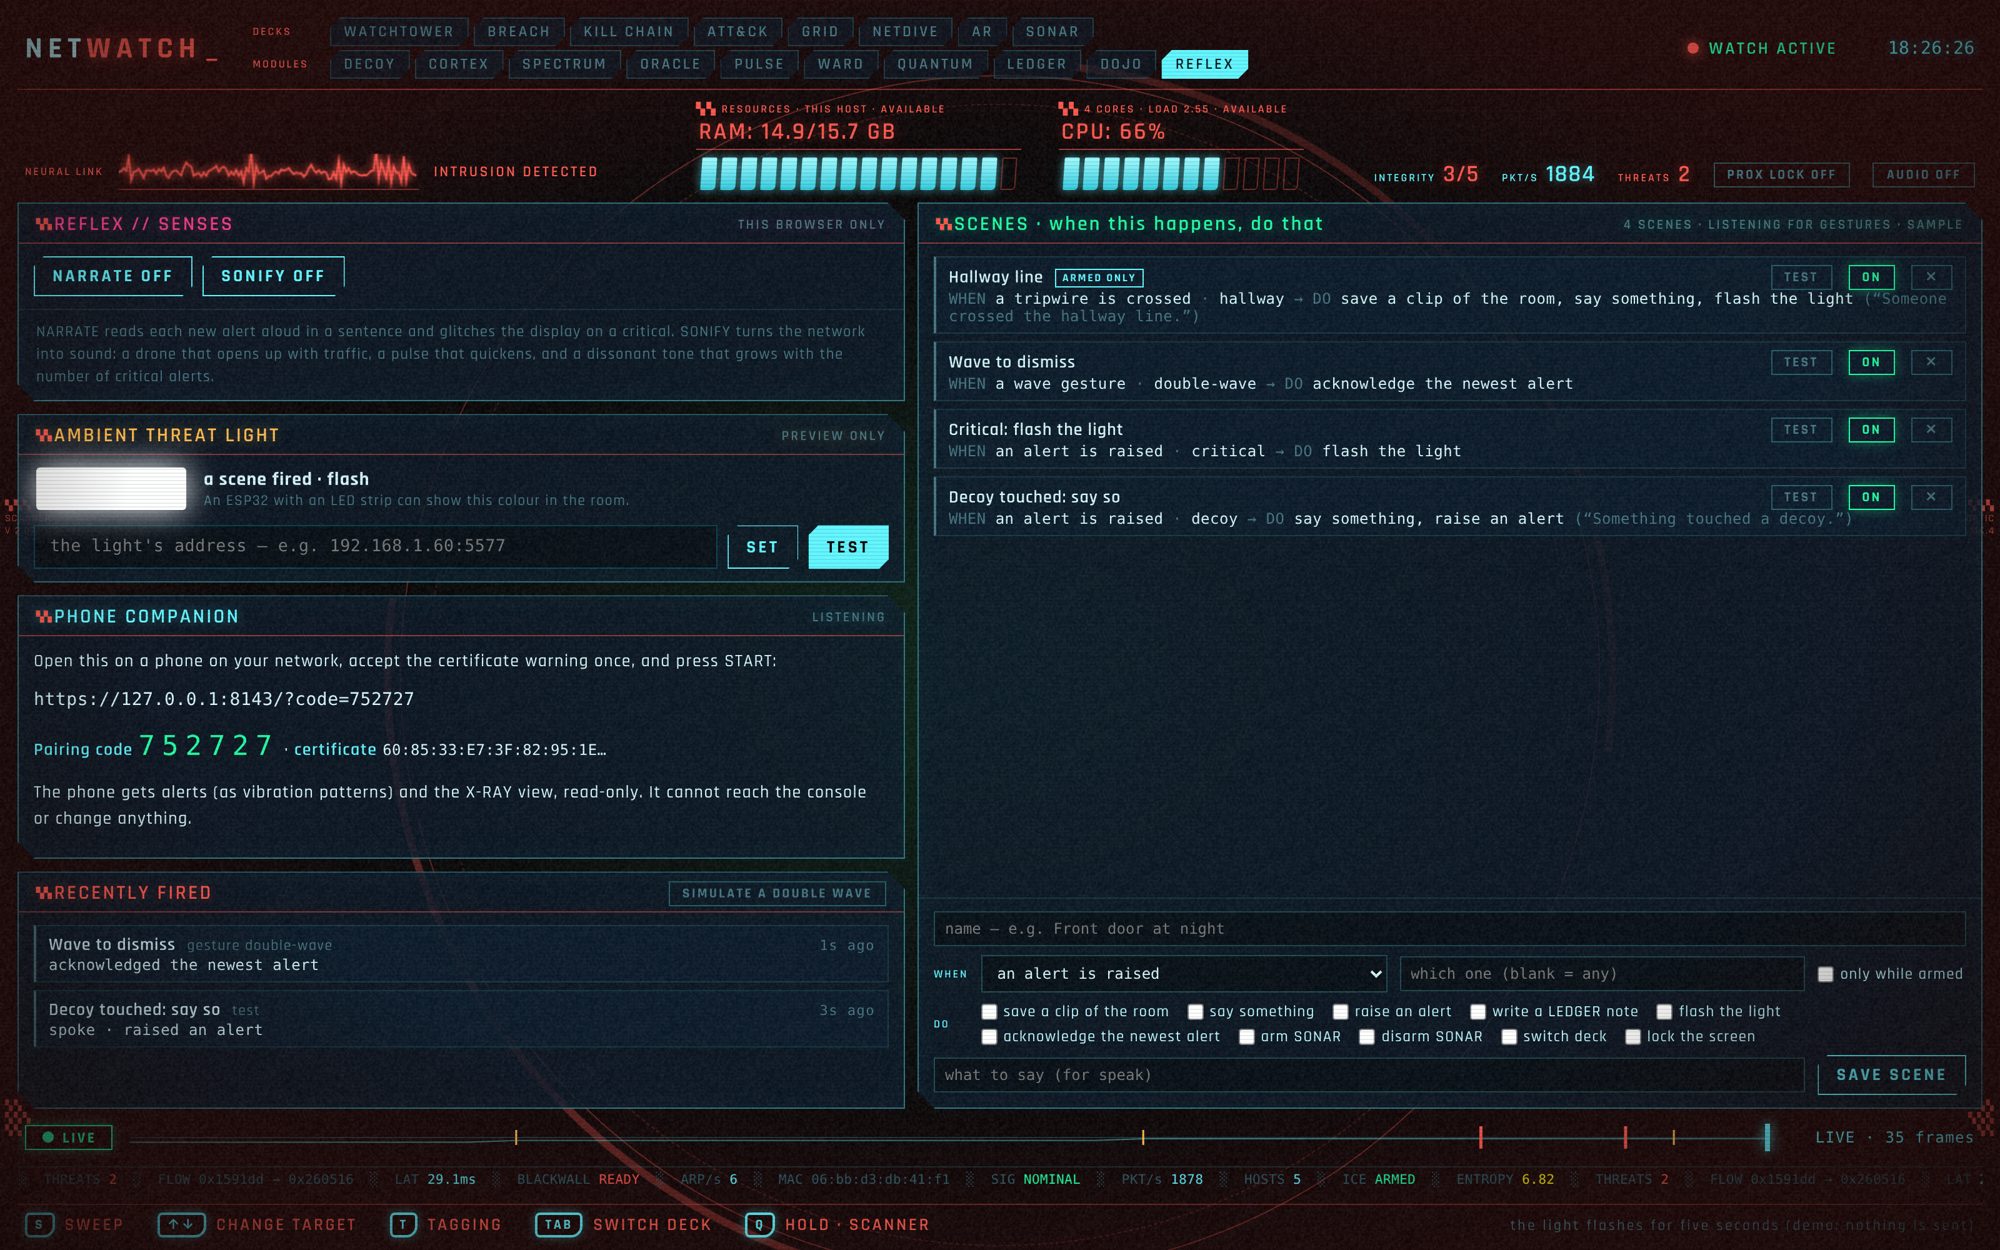 NETWATCH_
DECKS WATCHTOWER BREACH KILL CHAIN ATT&CK GRID NETDIVE AR SONAR
MODULES DECOY CORTEX SPECTRUM ORACLE PULSE WARD QUANTUM LEDGER DOJO REFLEX
WATCH ACTIVE 18:26:26
RESOURCES · THIS HOST · AVAILABLE
RAM: 14.9/15.7 GB
4 CORES · LOAD 2.55 · AVAILABLE
CPU: 66%
NEURAL LINK INTRUSION DETECTED
INTEGRITY 3/5 PKT/S 1884 THREATS 2 PROX LOCK OFF AUDIO OFF
REFLEX // SENSES THIS BROWSER ONLY
NARRATE OFF SONIFY OFF
NARRATE reads each new alert aloud in a sentence and glitches the display on a critical. SONIFY turns the network
into sound: a drone that opens up with traffic, a pulse that quickens, and a dissonant tone that grows with the
number of critical alerts.
AMBIENT THREAT LIGHT PREVIEW ONLY
a scene fired · flash
An ESP32 with an LED strip can show this colour in the room.
the light's address — e.g. 192.168.1.60:5577 SET TEST
PHONE COMPANION LISTENING
Open this on a phone on your network, accept the certificate warning once, and press START:
https://127.0.0.1:8143/?code=752727
Pairing code 752727 · certificate 60:85:33:E7:3F:82:95:1E…
The phone gets alerts (as vibration patterns) and the X-RAY view, read-only. It cannot reach the console
or change anything.
RECENTLY FIRED SIMULATE A DOUBLE WAVE
Wave to dismiss gesture double-wave 1s ago
acknowledged the newest alert
Decoy touched: say so test 3s ago
spoke · raised an alert
SCENES · when this happens, do that 4 SCENES · LISTENING FOR GESTURES · SAMPLE
Hallway line ARMED ONLY TEST ON ×
WHEN a tripwire is crossed · hallway → DO save a clip of the room, say something, flash the light (“Someone
crossed the hallway line.”)
Wave to dismiss TEST ON ×
WHEN a wave gesture · double-wave → DO acknowledge the newest alert
Critical: flash the light TEST ON ×
WHEN an alert is raised · critical → DO flash the light
Decoy touched: say so TEST ON ×
WHEN an alert is raised · decoy → DO say something, raise an alert (“Something touched a decoy.”)
name — e.g. Front door at night
WHEN an alert is raised which one (blank = any) only while armed
DO save a clip of the room say something raise an alert write a LEDGER note flash the light
acknowledge the newest alert arm SONAR disarm SONAR switch deck lock the screen
what to say (for speak) SAVE SCENE
LIVE LIVE · 35 frames
THREATS 2 FLOW 0x1591dd → 0x260516 LAT 29.1ms BLACKWALL READY ARP/s 6 MAC 06:bb:d3:db:41:f1 SIG NOMINAL PKT/s 1878 HOSTS 5 ICE ARMED ENTROPY 6.82 THREATS 2 FLOW 0x1591dd → 0x260516 LAT
S SWEEP ↑↓ CHANGE TARGET T TAGGING TAB SWITCH DECK Q HOLD · SCANNER the light flashes for five seconds (demo: nothing is sent)